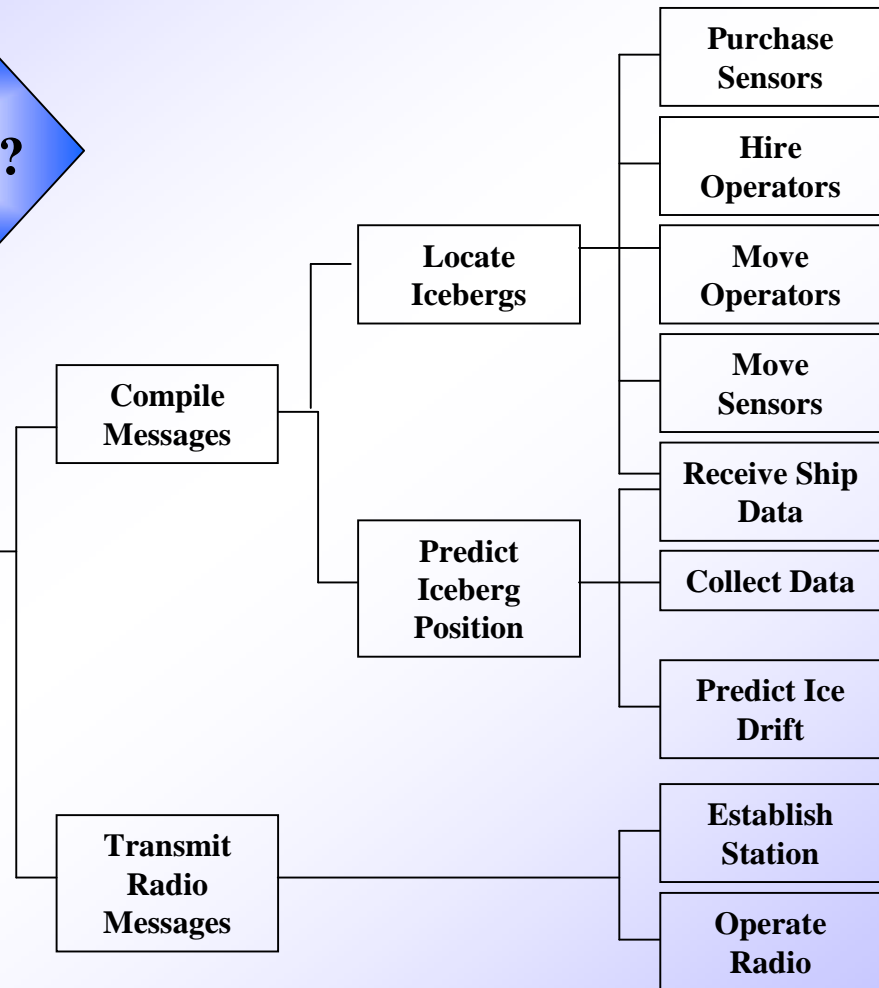 ?
Purchase
Sensors
Hire
Operators
Locate
Icebergs
Move
Operators
Move
Sensors
Compile
Messages
Receive Ship
Data
Predict
Iceberg
Position
Collect Data
Predict Ice
Drift
Establish
Station
Transmit
Radio
Messages
Operate
Radio